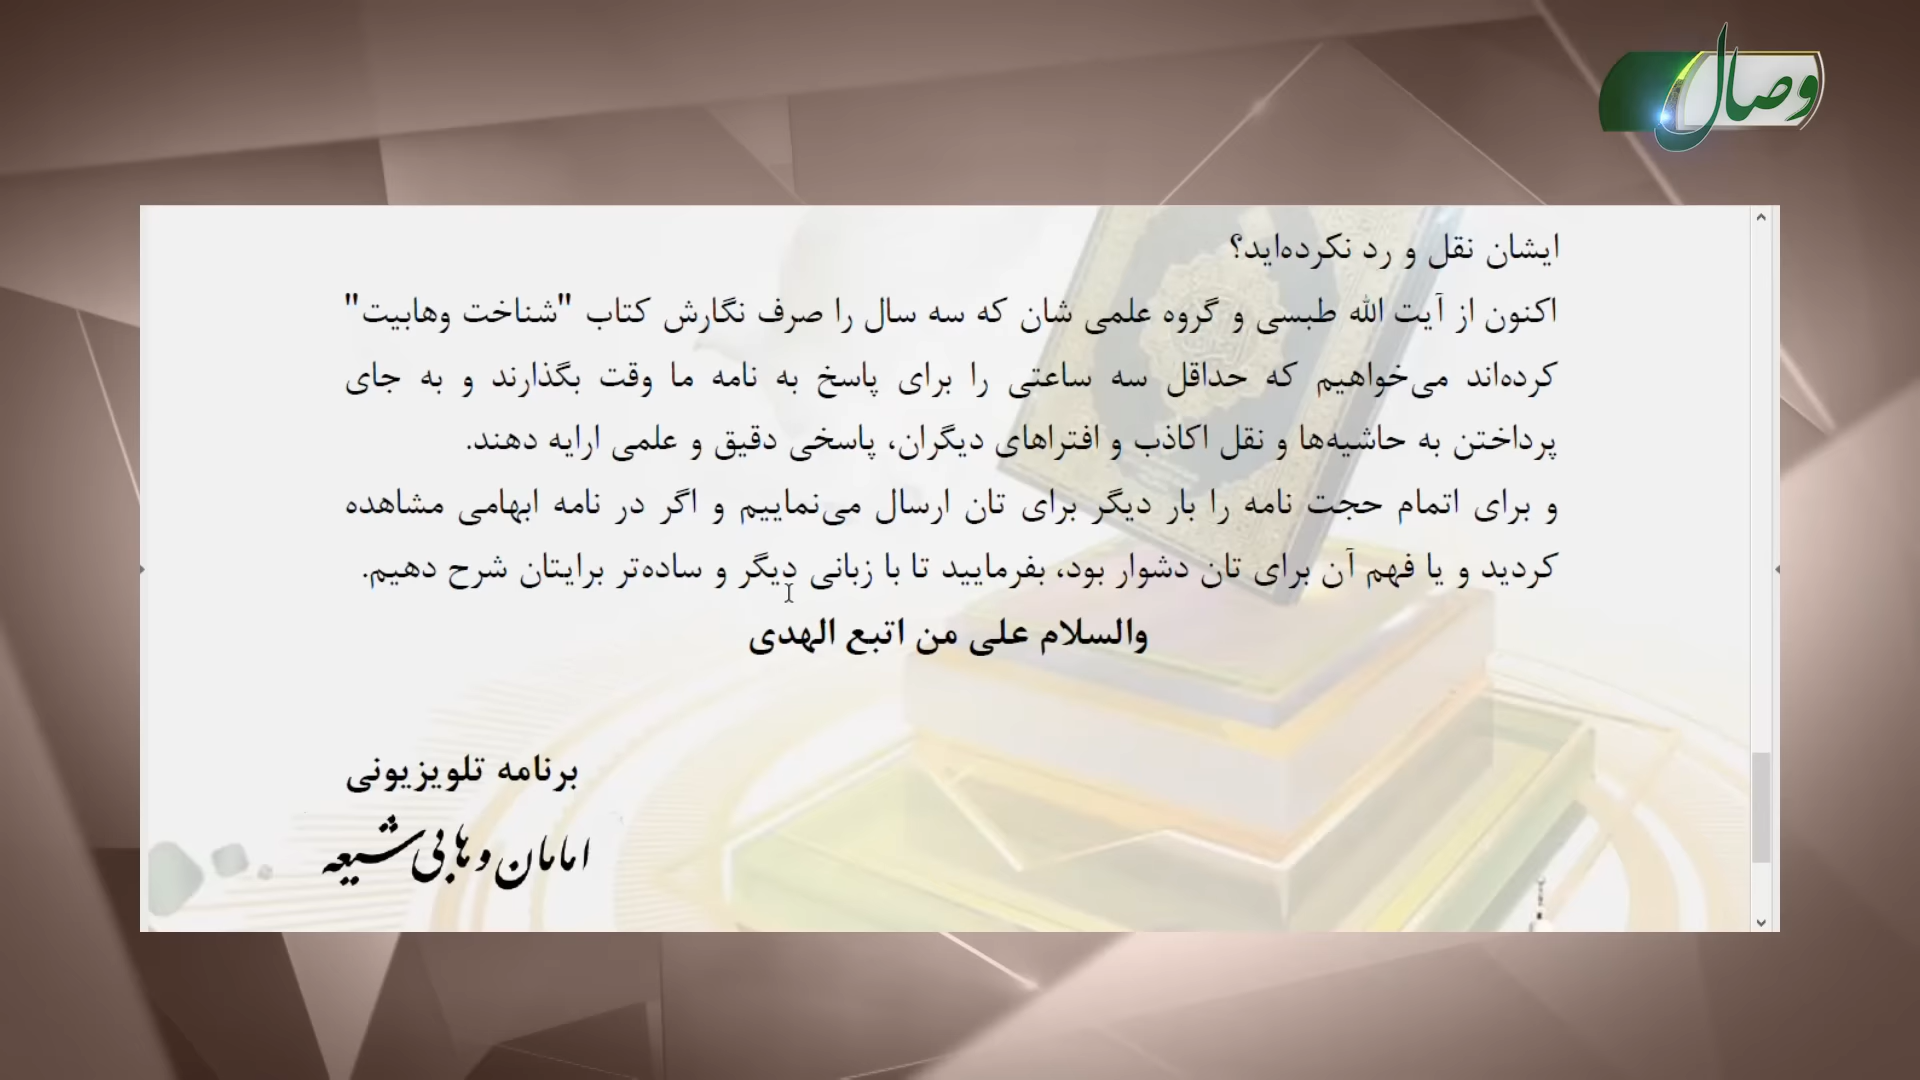 وصال
ایشان نقل و رد نکرده‌اید؟
اکنون از آیت الله طبسی و گروه علمی شان که سه سال را صرف نگارش کتاب "شناخت وهابیت"
کرده‌اند می‌خواهیم که حداقل سه ساعتی را برای پاسخ به نامه ما وقت بگذارند و به جای
پرداختن به حاشیه‌ها و نقل اکاذب و افتراهای دیگران، پاسخی دقیق و علمی ارایه دهند.
و برای اتمام حجت نامه را بار دیگر برای تان ارسال می‌نماییم و اگر در نامه ابهامی مشاهده
کردید و یا فهم آن برای تان دشوار بود، بفرمایید تا با زبانی دیگر و ساده‌تر برایتان شرح دهیم.
والسلام علی من اتبع الهدی
برنامه تلویزیونی
امامان وهابی شیعه